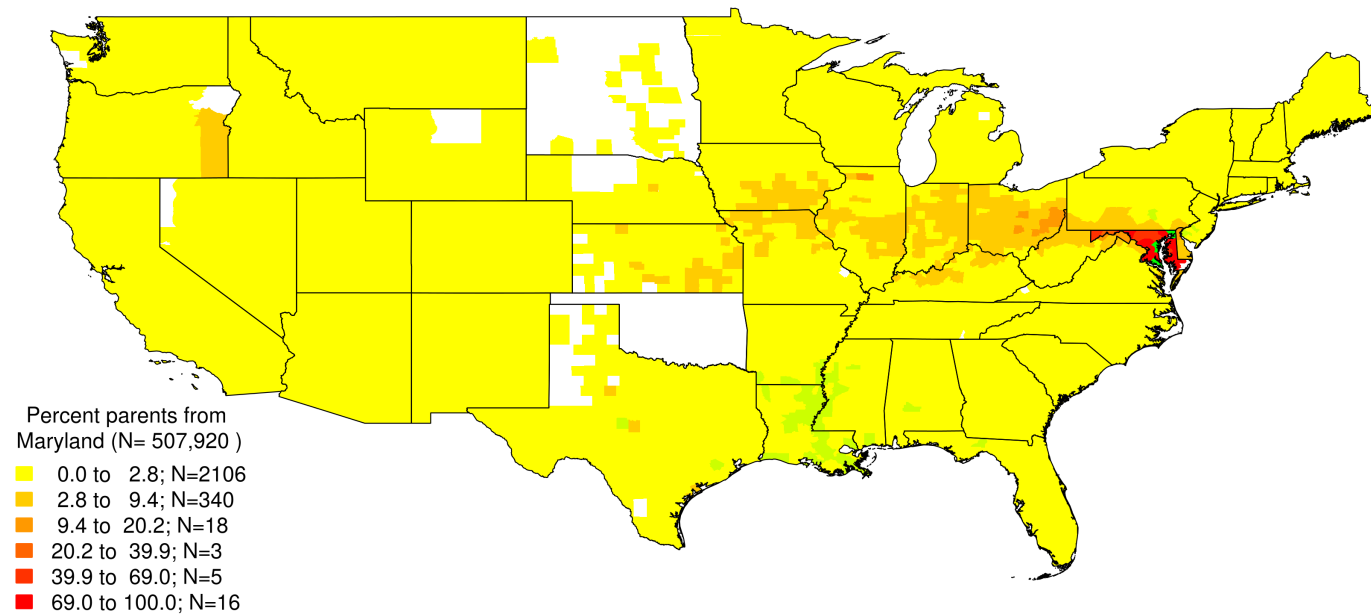 Percent parents from
Maryland (N= 507,920 )
0.0 to 2.8; N=2106
2.8 to 9.4; N=340
9.4 to 20.2; N=18
20.2 to 39.9; N=3
39.9 to 69.0; N=5
69.0 to 100.0; N=16